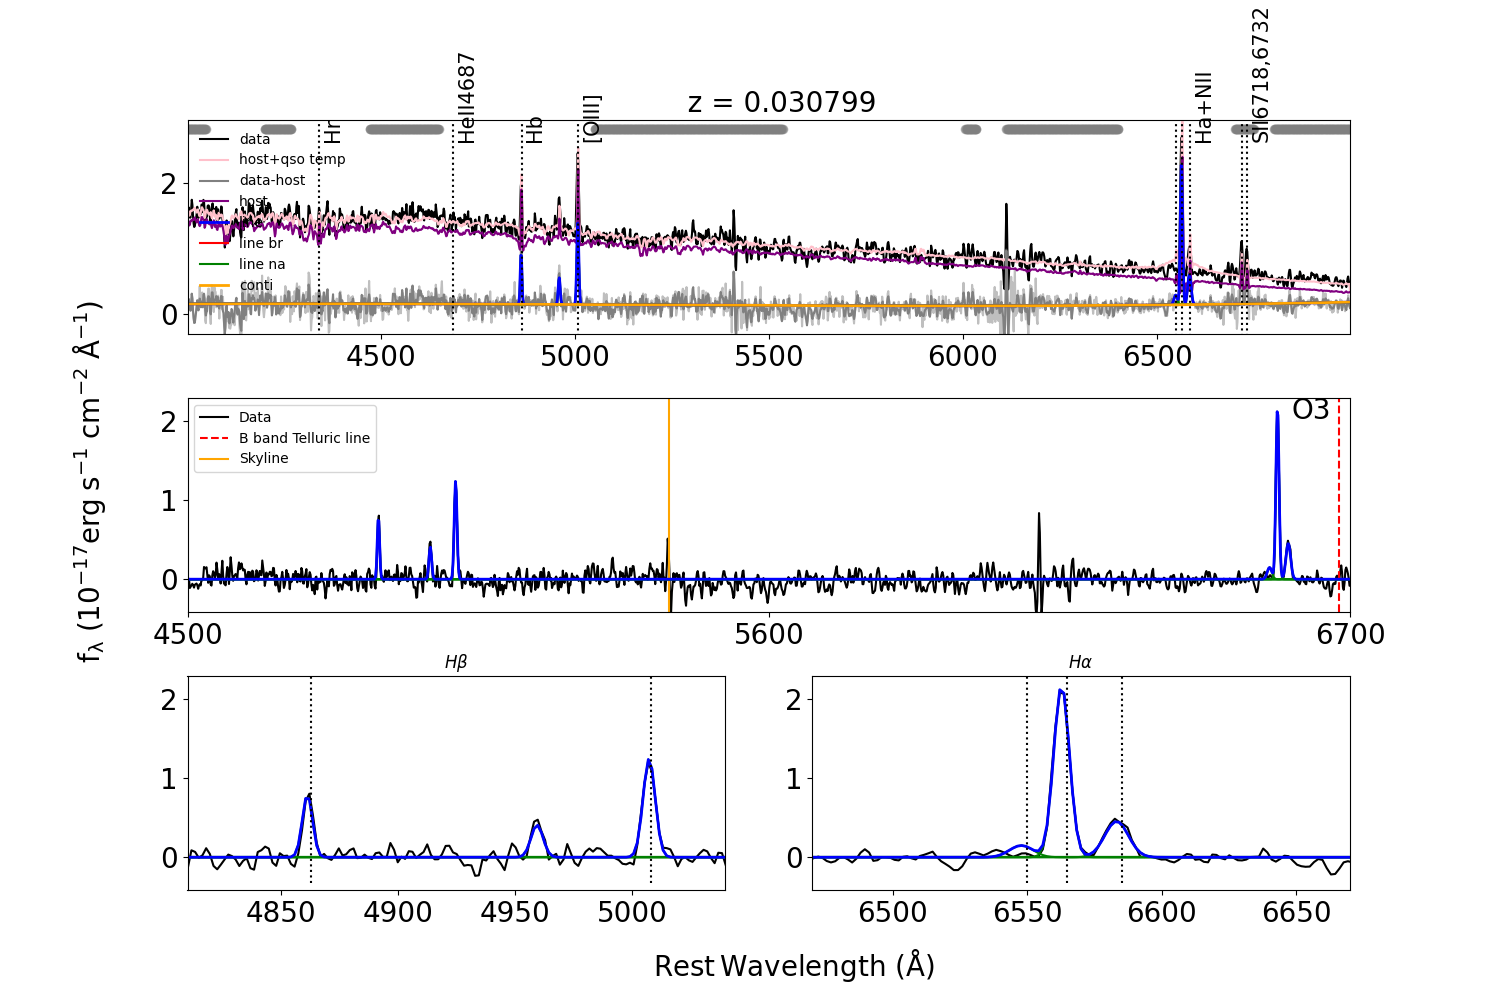 z = 0.030799
Hr
HeII4687
Hb
[OIII]
Ha+NII
SII6718,6732
data
host+qso temp
data-host
host
line br
line na
conti
2
0
4500 5000 5500 6000 6500
f_λ (10^−17 erg s^−1 cm^−2 Å^−1)
Data
B band Telluric line
Skyline
O3
2
1
0
4500 5600 6700
Hβ
2
1
0
4850 4900 4950 5000
Hα
2
1
0
6500 6550 6600 6650
Rest Wavelength (Å)